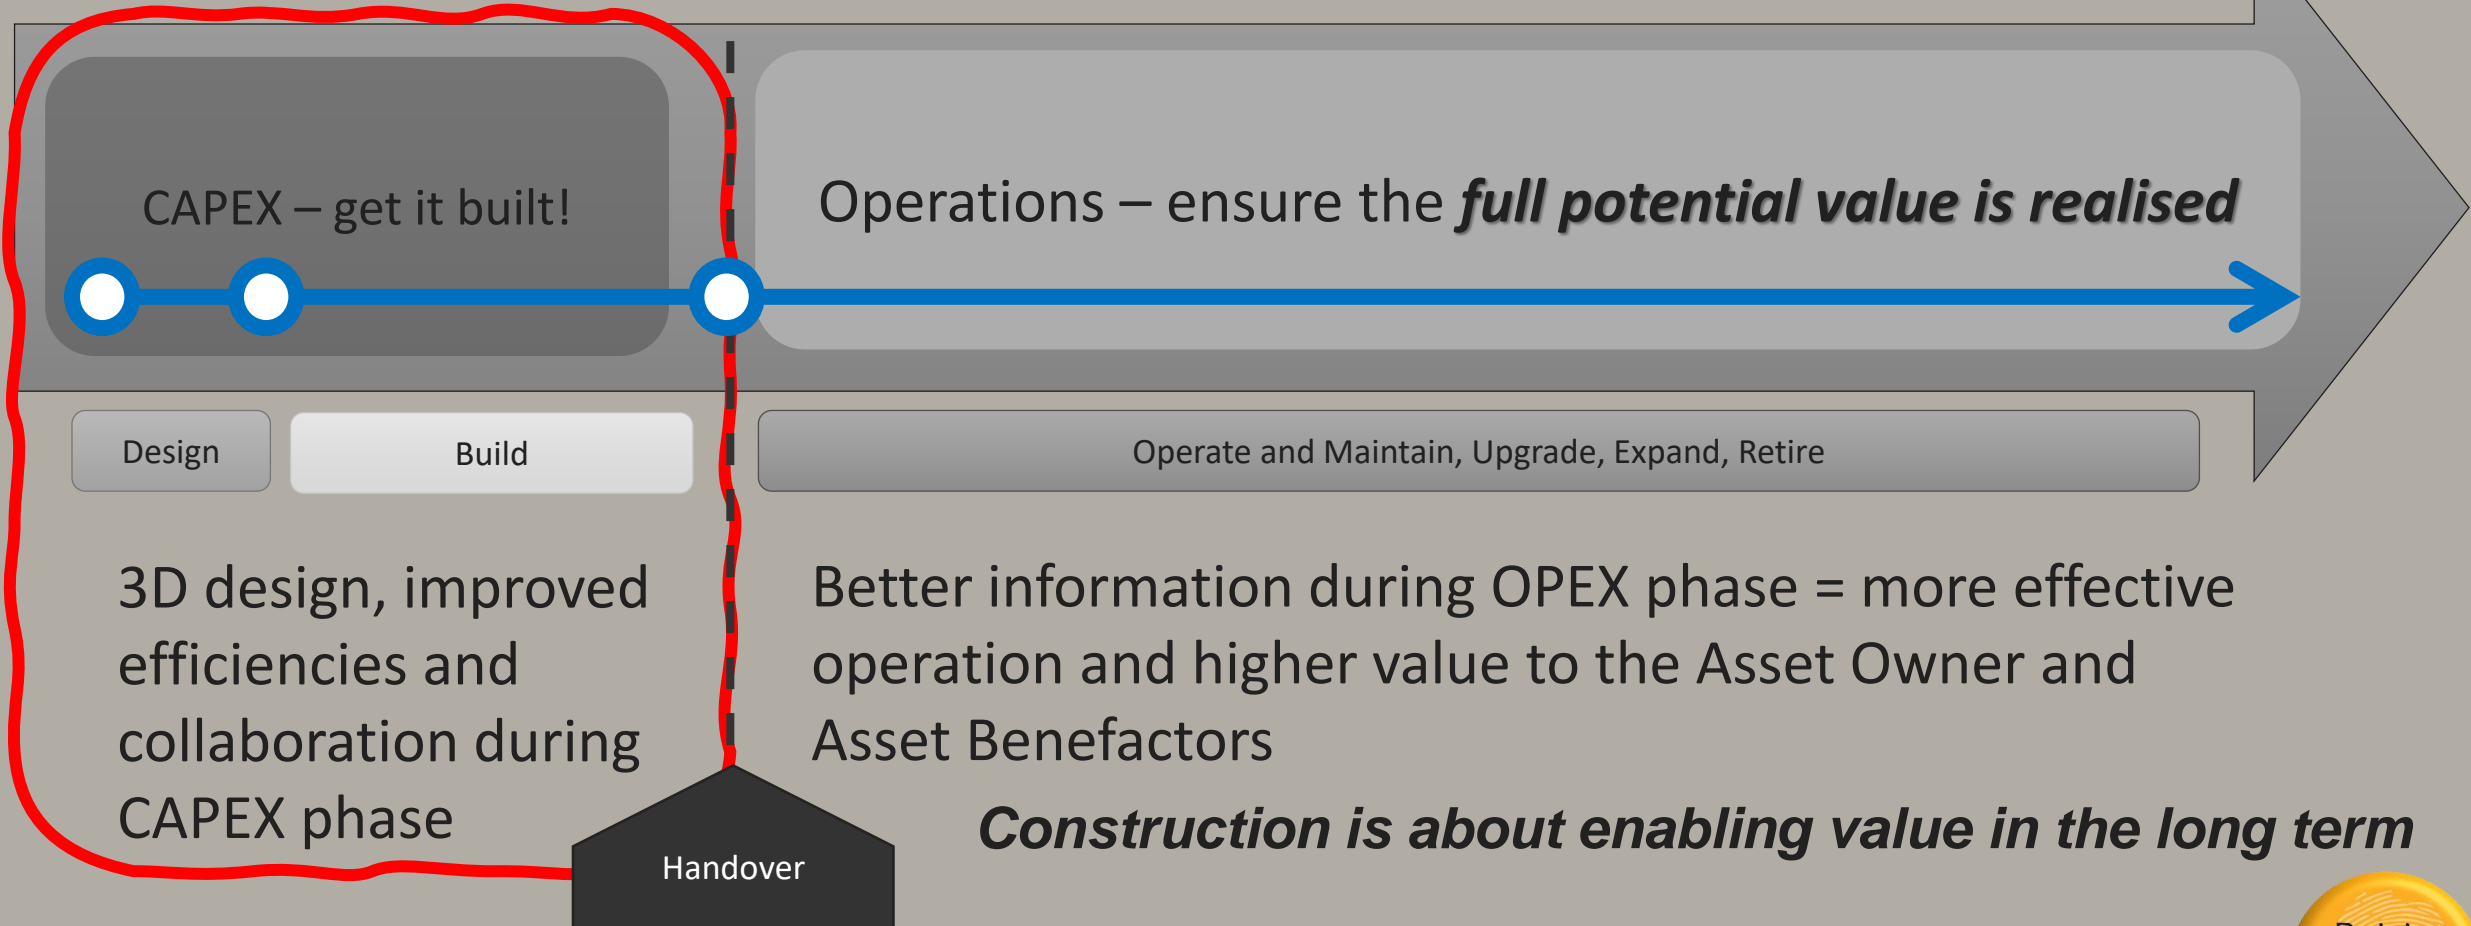 CAPEX – get it built!
Operations – ensure the full potential value is realised
Design
Build
Operate and Maintain, Upgrade, Expand, Retire
3D design, improved
efficiencies and
collaboration during
CAPEX phase
Better information during OPEX phase = more effective
operation and higher value to the Asset Owner and
Asset Benefactors
Construction is about enabling value in the long term
Handover